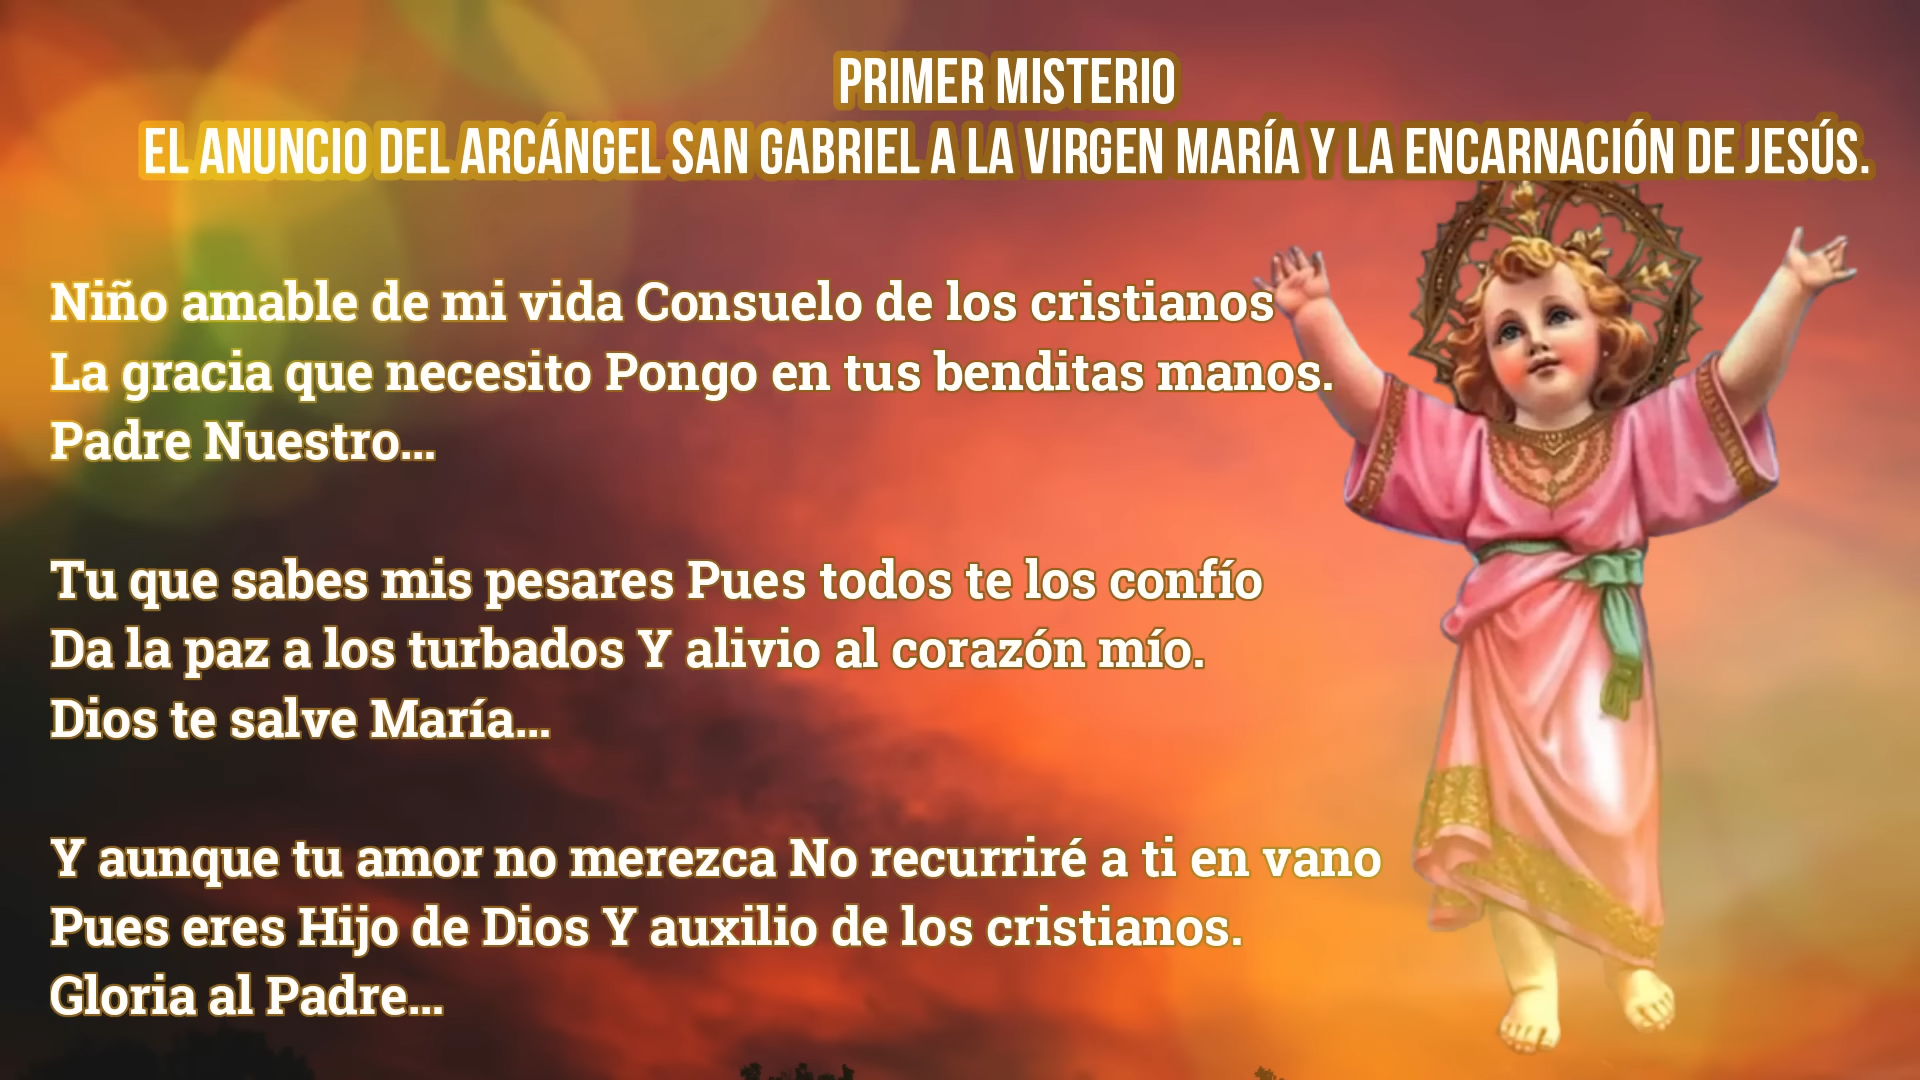 PRIMER MISTERIO
EL ANUNCIO DEL ARCÁNGEL SAN GABRIEL A LA VIRGEN MARÍA Y LA ENCARNACIÓN DE JESÚS.
Niño amable de mi vida Consuelo de los cristianos
La gracia que necesito Pongo en tus benditas manos.
Padre Nuestro...
Tu que sabes mis pesares Pues todos te los confío
Da la paz a los turbados Y alivio al corazón mío.
Dios te salve María...
Y aunque tu amor no merezca No recurriré a ti en vano
Pues eres Hijo de Dios Y auxilio de los cristianos.
Gloria al Padre...